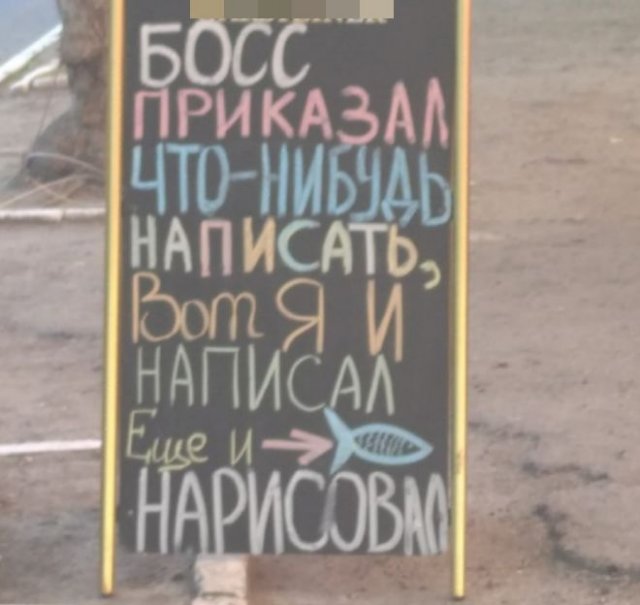 БОСС
ПРИКАЗАЛ
ЧТО-НИБУДЬ
НАПИСАТЬ,
Вот Я И
НАПИСАЛ
Еще и
НАРИСОВАЛ